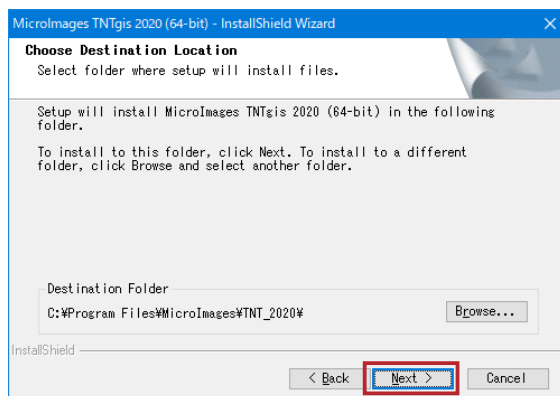 MicroImages TNTgis 2020 (64-bit) - InstallShield Wizard
Choose Destination Location
Select folder where setup will install files.
Setup will install MicroImages TNTgis 2020 (64-bit) in the following
folder.
To install to this folder, click Next. To install to a different
folder, click Browse and select another folder.
Destination Folder
C:¥Program Files¥MicroImages¥TNT_2020¥
Browse...
InstallShield
< Back
Next >
Cancel